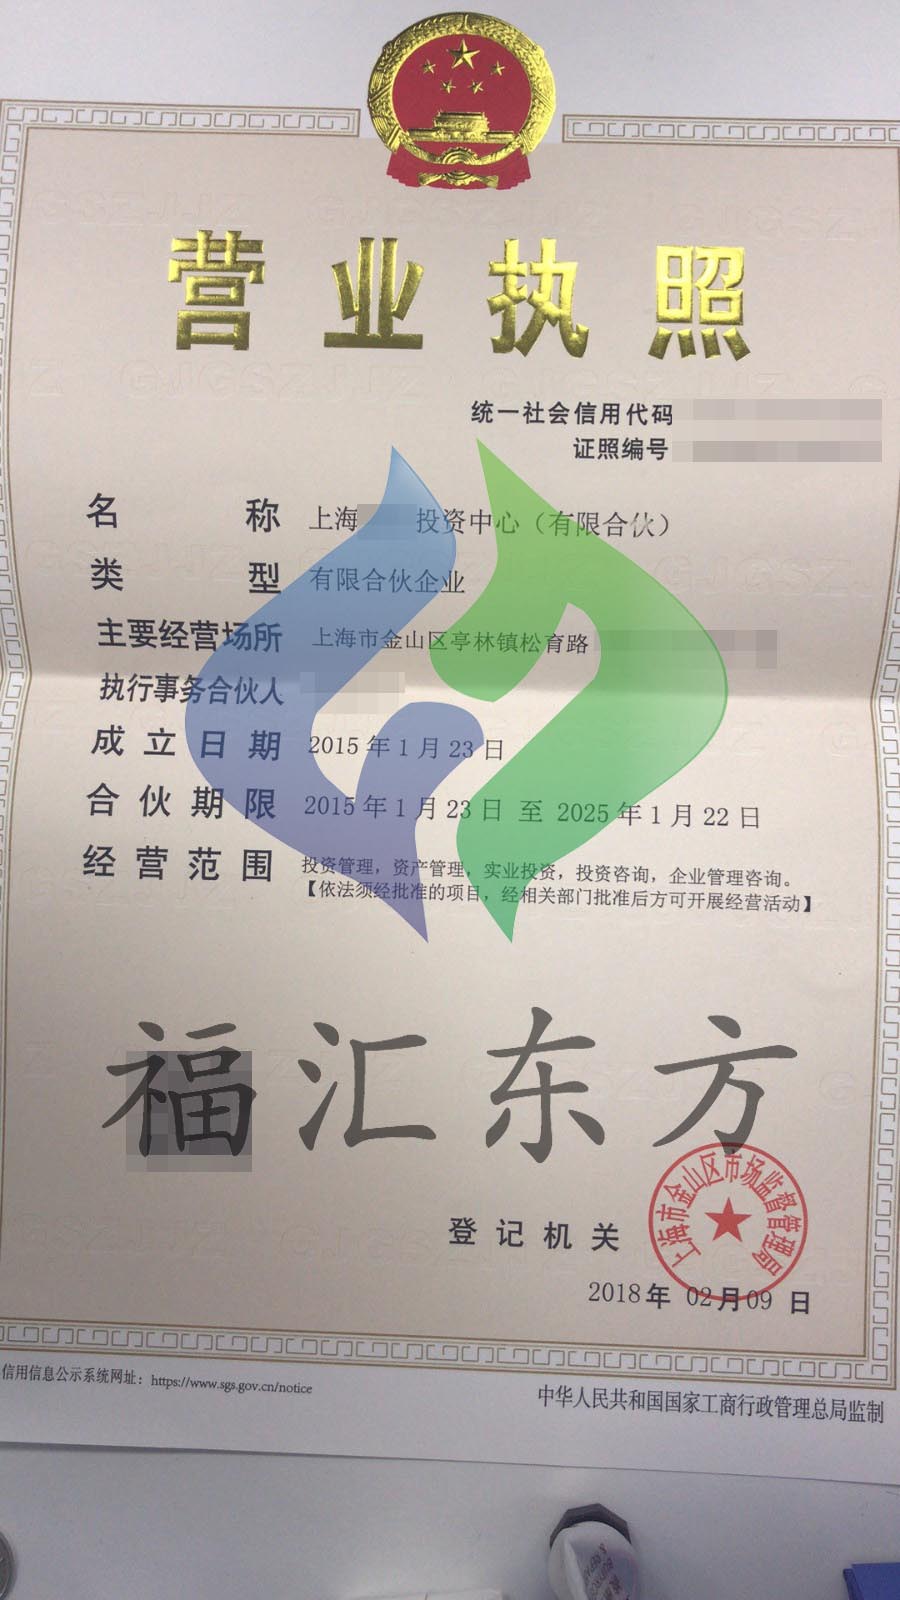 营业执照
统一社会信用代码
证照编号
名称 上海 投资中心（有限合伙）
类型 有限合伙企业
主要经营场所 上海市金山区亭林镇松育路
执行事务合伙人
成立日期 2015年1月23日
合伙期限 2015年1月23日 至 2025年1月22日
经营范围 投资管理，资产管理，实业投资，投资咨询，企业管理咨询。
【依法须经批准的项目，经相关部门批准后方可开展经营活动】
福汇东方
上海市金山区市场监督管理局
登记机关
2018年02月09日
信用信息公示系统网址：https://www.sgs.gov.cn/notice
中华人民共和国国家工商行政管理总局监制